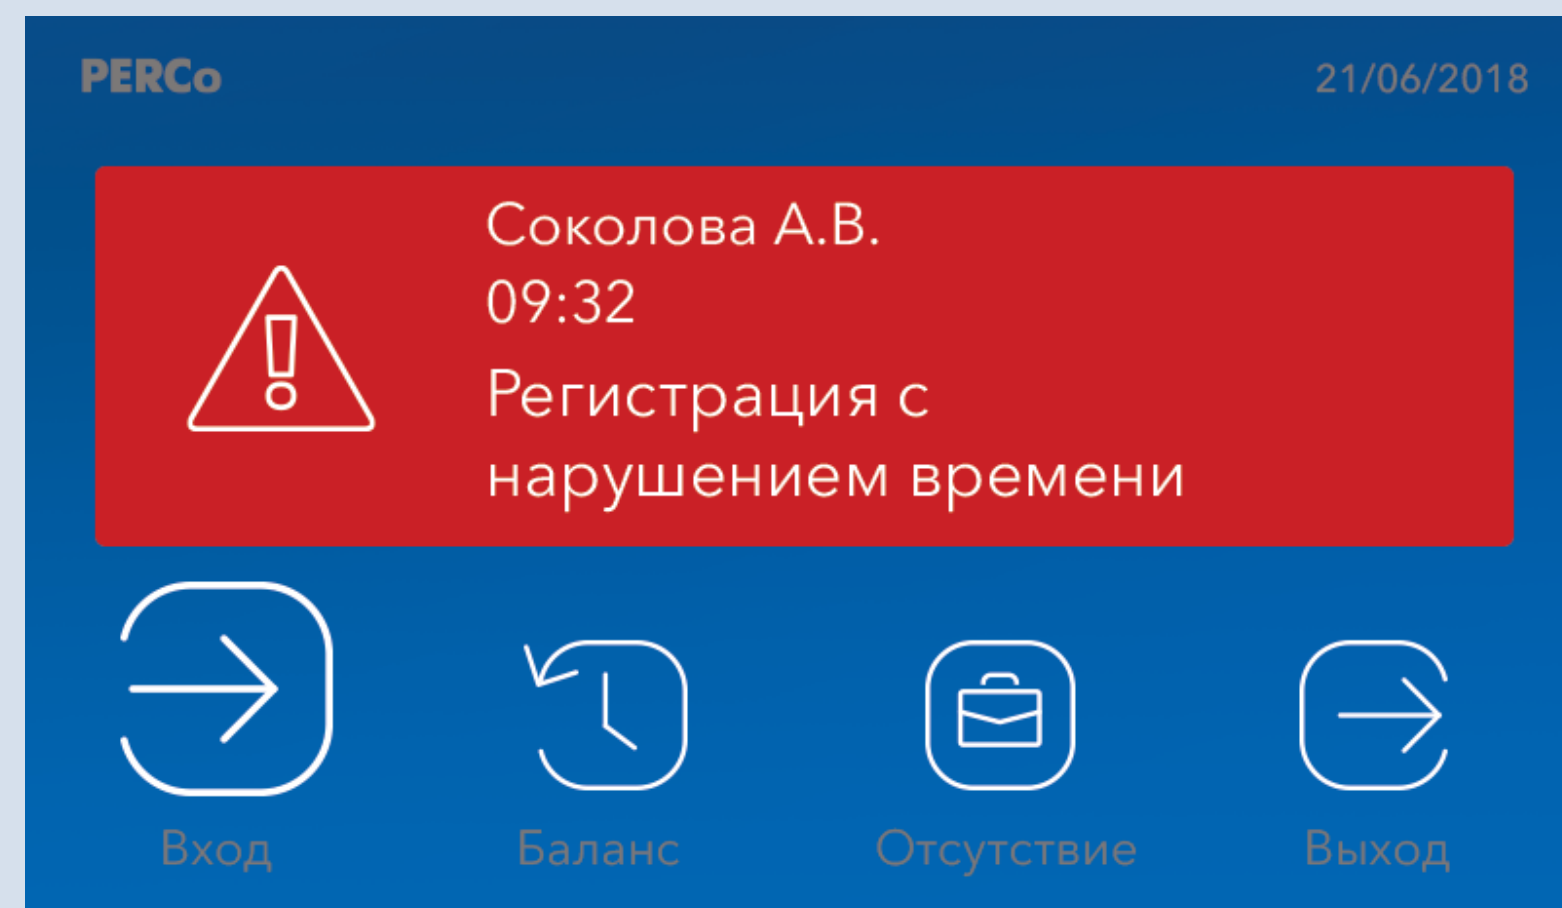 PERCo
21/06/2018
Соколова А.В.
09:32
Регистрация с
нарушением времени
Вход
Баланс
Отсутствие
Выход